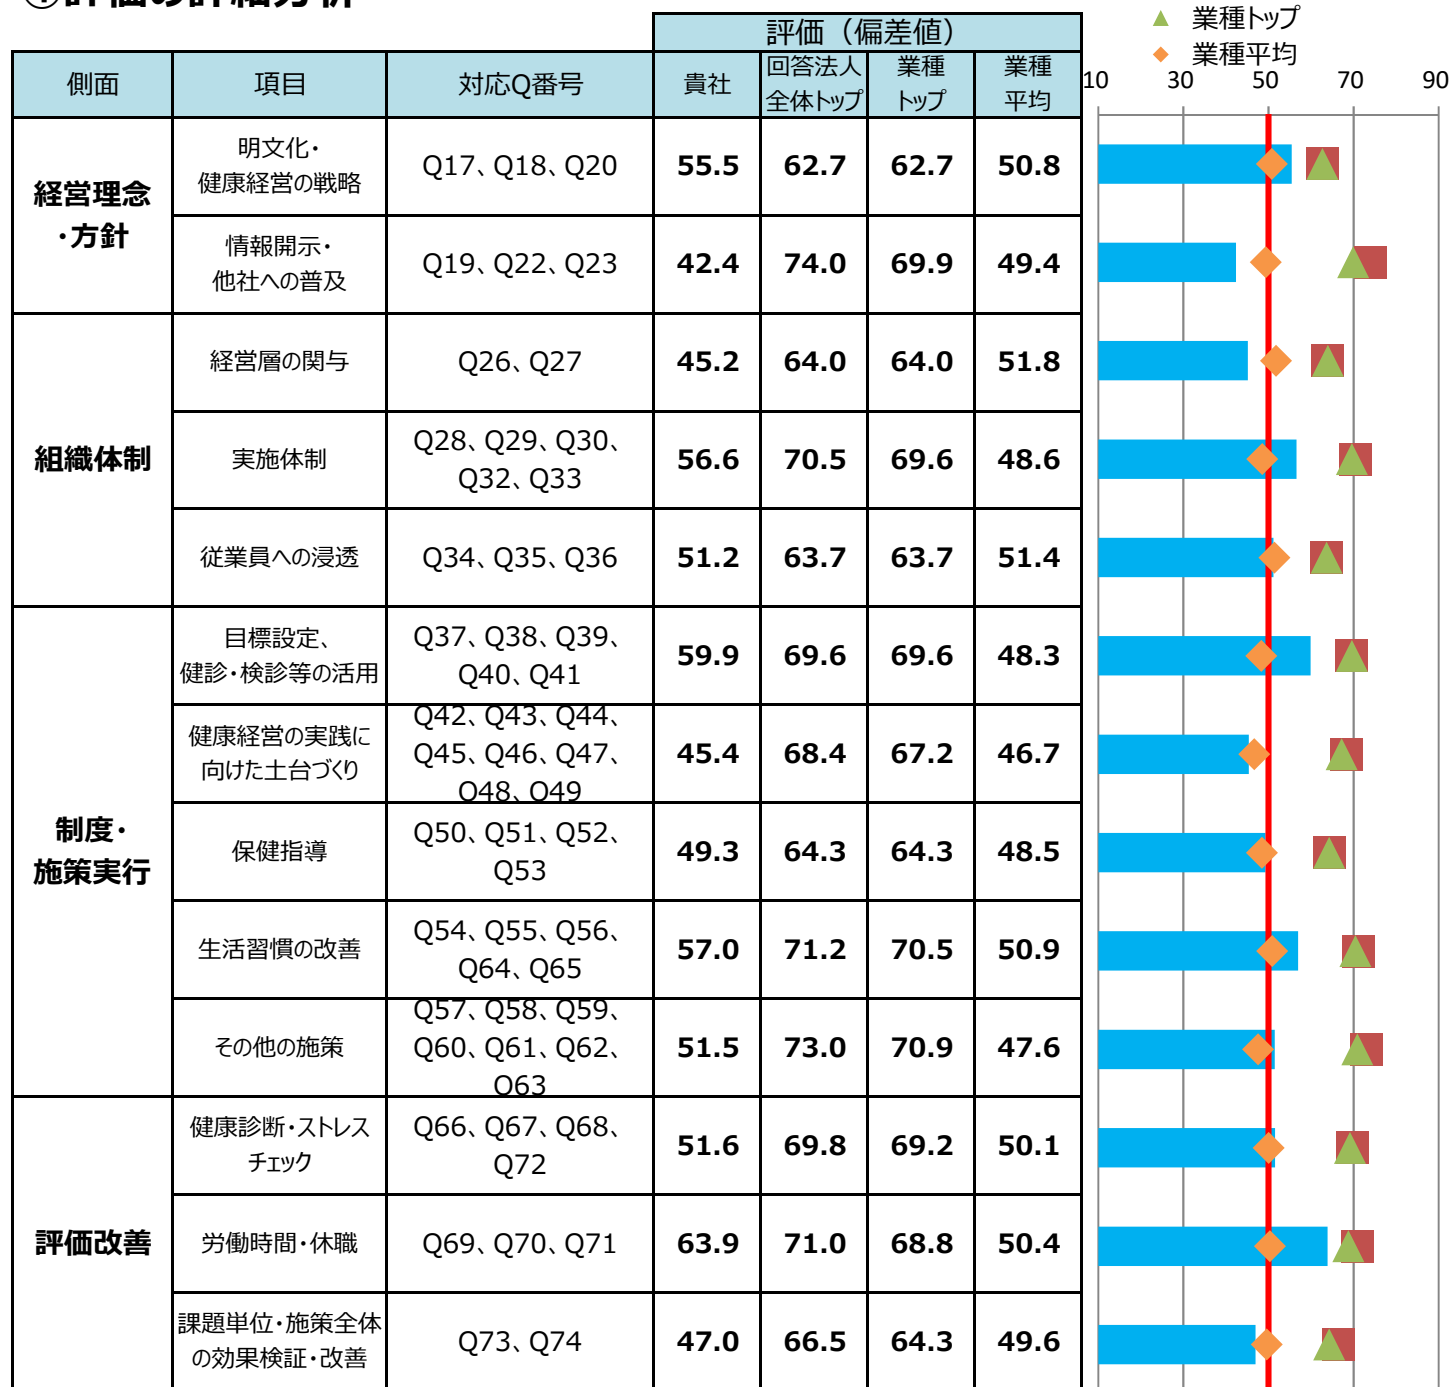 ①評価の詳細分析
▲ 業種トップ
◆ 業種平均
評価（偏差値）
側面 項目 対応Q番号 貴社 回答法人全体トップ 業種トップ 業種平均
10 30 50 70 90
経営理念
・方針
明文化・
健康経営の戦略
Q17、Q18、Q20
55.5 62.7 62.7 50.8
情報開示・
他社への普及
Q19、Q22、Q23
42.4 74.0 69.9 49.4
組織体制
経営層の関与
Q26、Q27
45.2 64.0 64.0 51.8
実施体制
Q28、Q29、Q30、
Q32、Q33
56.6 70.5 69.6 48.6
従業員への浸透
Q34、Q35、Q36
51.2 63.7 63.7 51.4
制度・
施策実行
目標設定、
健診・検診等の活用
Q37、Q38、Q39、
Q40、Q41
59.9 69.6 69.6 48.3
健康経営の実践に
向けた土台づくり
Q42、Q43、Q44、
Q45、Q46、Q47、
Q48、Q49
45.4 68.4 67.2 46.7
保健指導
Q50、Q51、Q52、
Q53
49.3 64.3 64.3 48.5
生活習慣の改善
Q54、Q55、Q56、
Q64、Q65
57.0 71.2 70.5 50.9
その他の施策
Q57、Q58、Q59、
Q60、Q61、Q62、
Q63
51.5 73.0 70.9 47.6
評価改善
健康診断・ストレス
チェック
Q66、Q67、Q68、
Q72
51.6 69.8 69.2 50.1
労働時間・休職
Q69、Q70、Q71
63.9 71.0 68.8 50.4
課題単位・施策全体
の効果検証・改善
Q73、Q74
47.0 66.5 64.3 49.6